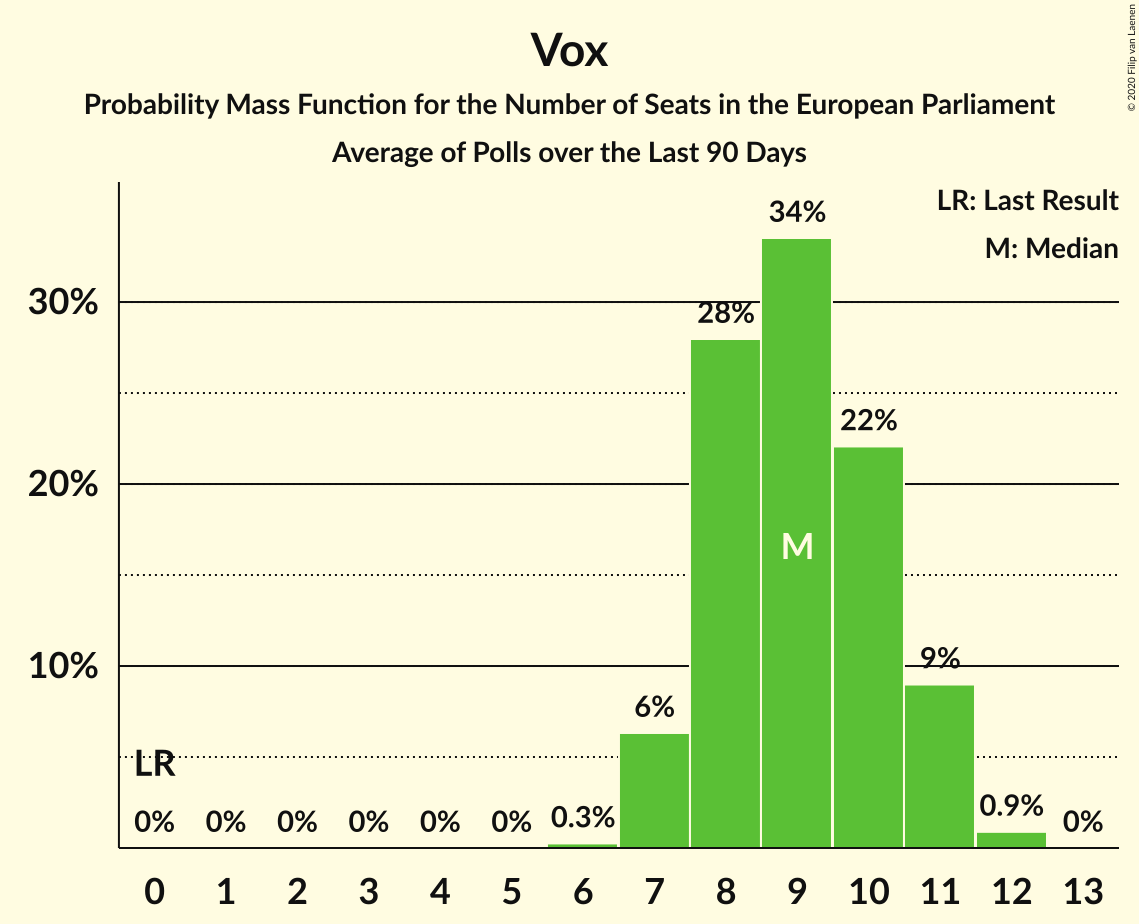 Vox
Probability Mass Function for the Number of Seats in the European Parliament
Average of Polls over the Last 90 Days
© 2020 Filip van Laenen
LR: Last Result
M: Median
34%
30%
28%
22%
20%
M
10%
9%
6%
LR
0% 0% 0% 0% 0% 0% 0.3% 0.9% 0%
0 1 2 3 4 5 6 7 8 9 10 11 12 13